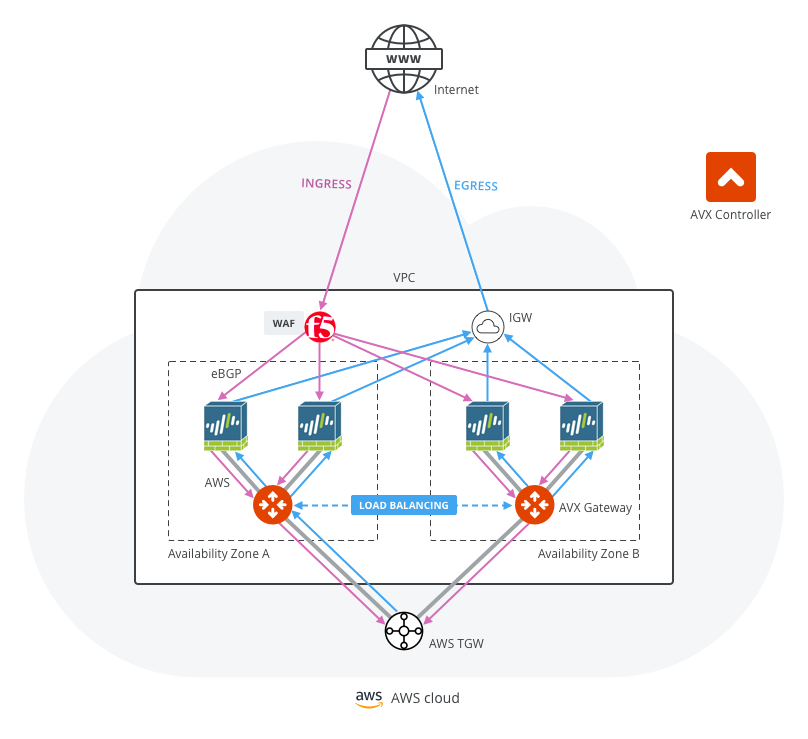 www
Internet
INGRESS
EGRESS
AVX Controller
VPC
WAF
f5
IGW
eBGP
AWS
LOAD BALANCING
AVX Gateway
Availability Zone A
Availability Zone B
AWS TGW
aws
AWS cloud